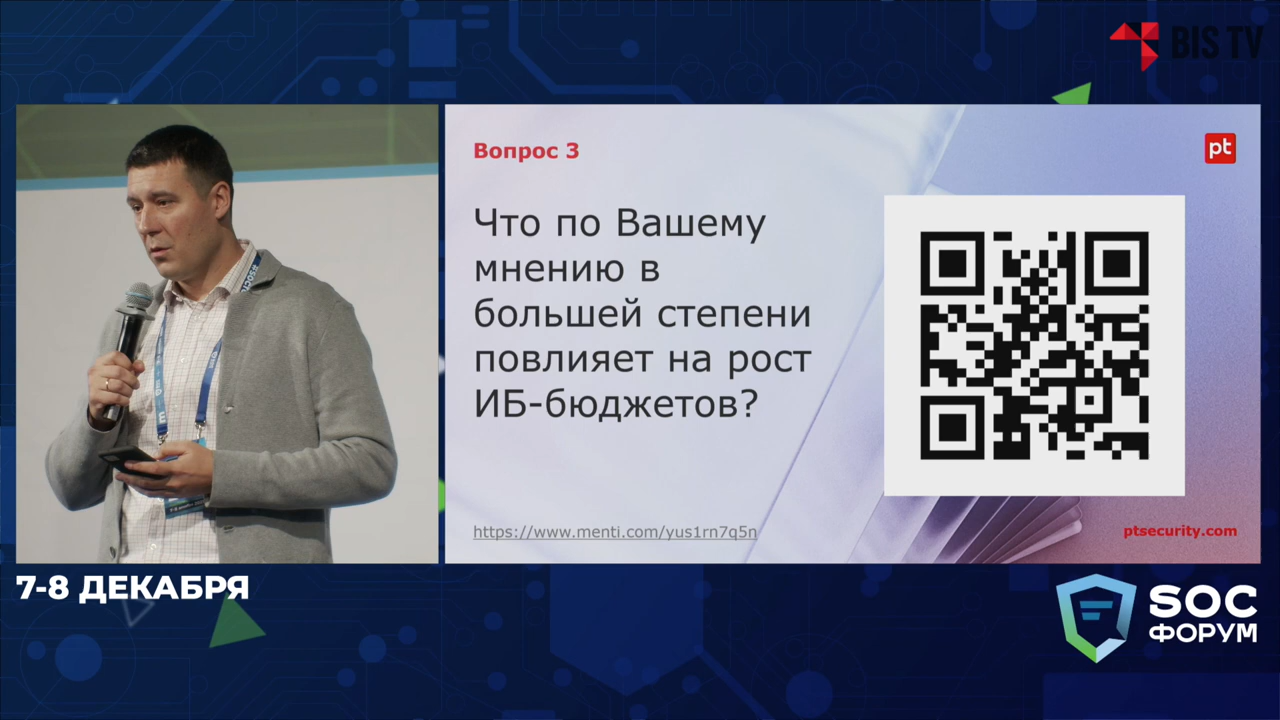 BIS TV
Вопрос 3
pt
Что по Вашему
мнению в
большей степени
повлияет на рост
ИБ-бюджетов?
https://www.menti.com/yus1rn7q5n
ptsecurity.com
7-8 ДЕКАБРЯ
SOC
ФОРУМ